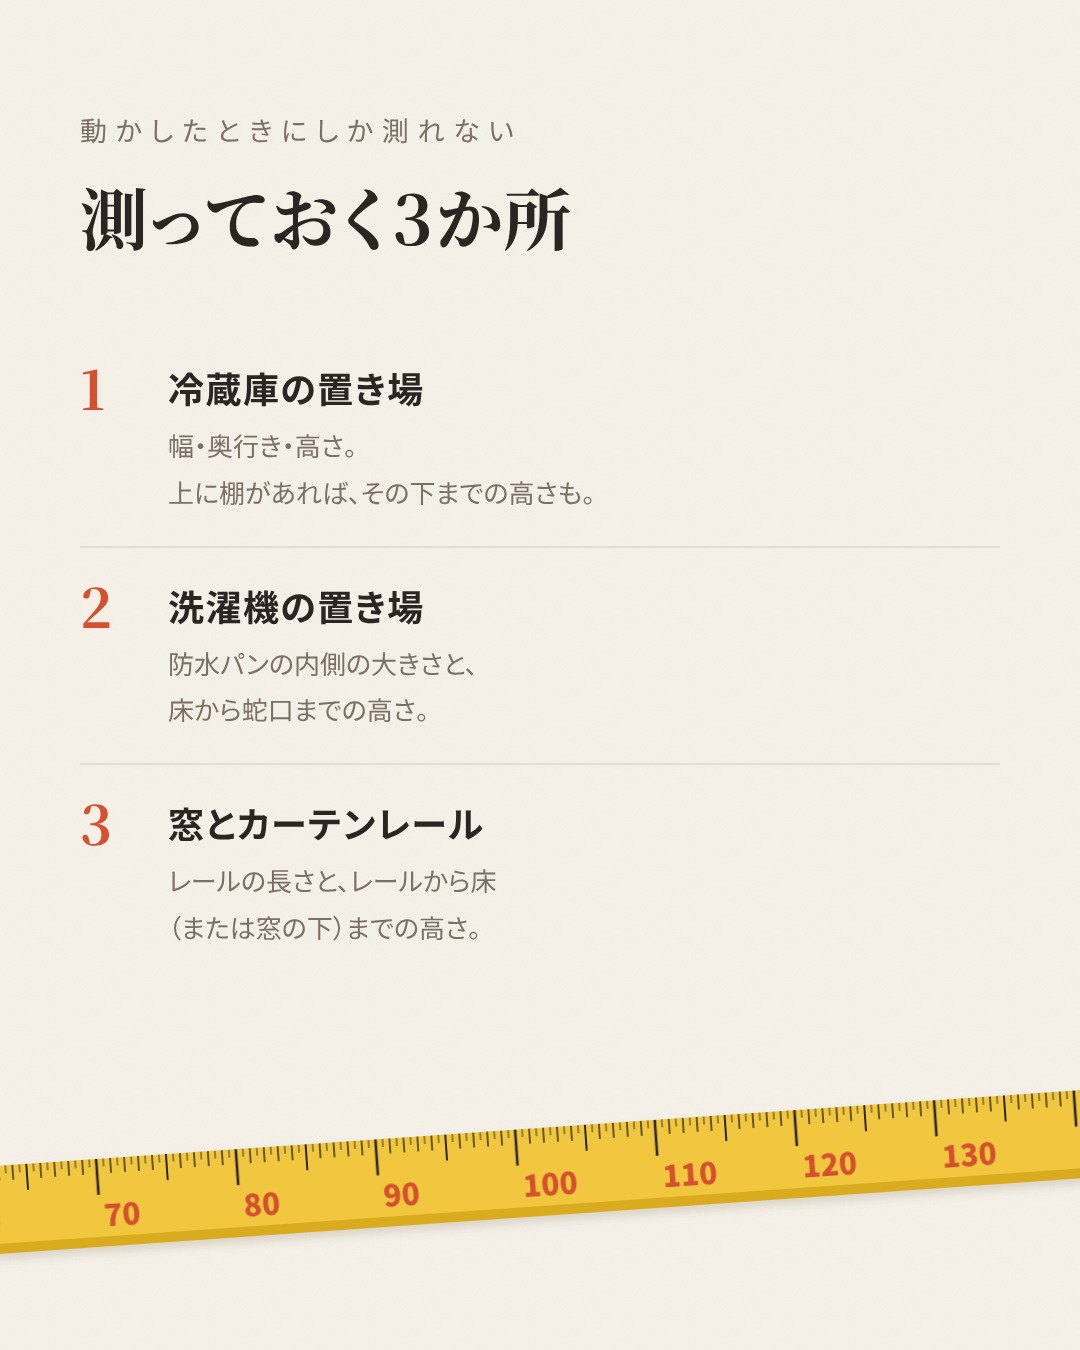 動かしたときにしか測れない
測っておく3か所
1
冷蔵庫の置き場
幅・奥行き・高さ。
上に棚があれば、その下までの高さも。
2
洗濯機の置き場
防水パンの内側の大きさと、
床から蛇口までの高さ。
3
窓とカーテンレール
レールの長さと、レールから床
（または窓の下）までの高さ。
70 80 90 100 110 120 130